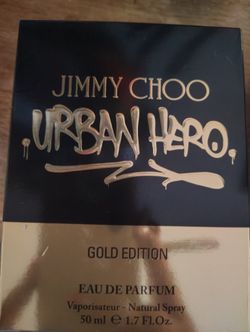 JIMMY CHOO
.URBAN HERO.
GOLD EDITION
EAU DE PARFUM
Vaporisateur - Natural Spray
50 ml e 1.7 Fl.Oz.